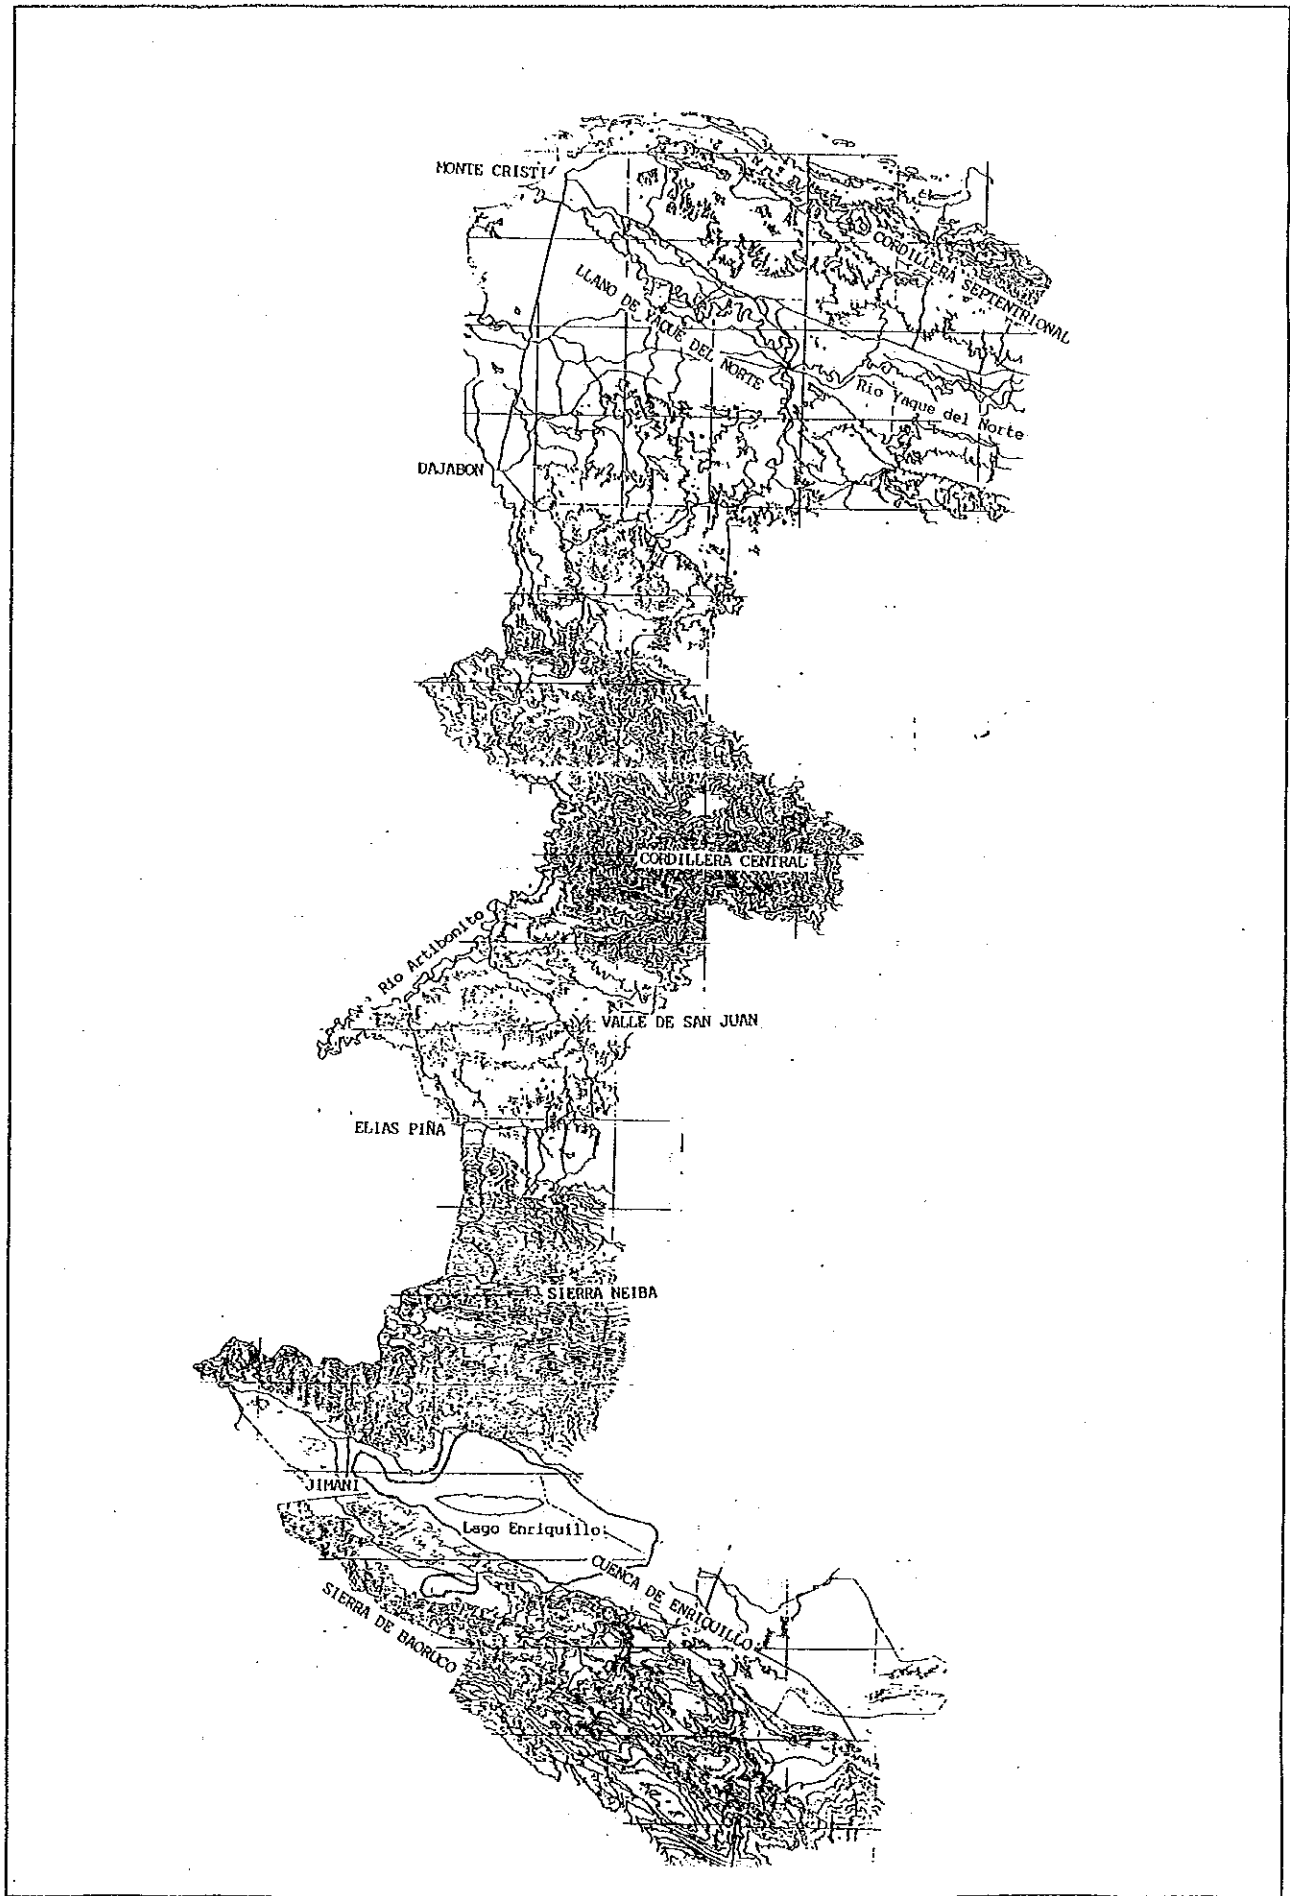 MONTE CRISTI
CORDILLERA SEPTENTRIONAL
LLANO DE YAQUE DEL NORTE
Rio Yaque del Norte
DAJABON
CORDILLERA CENTRAL
Rio Artibonito
VALLE DE SAN JUAN
ELIAS PIÑA
SIERRA NEIBA
JIMANI
Lago Enriquillo
CUENCA DE ENRIQUILLO
SIERRA DE BAORUCO